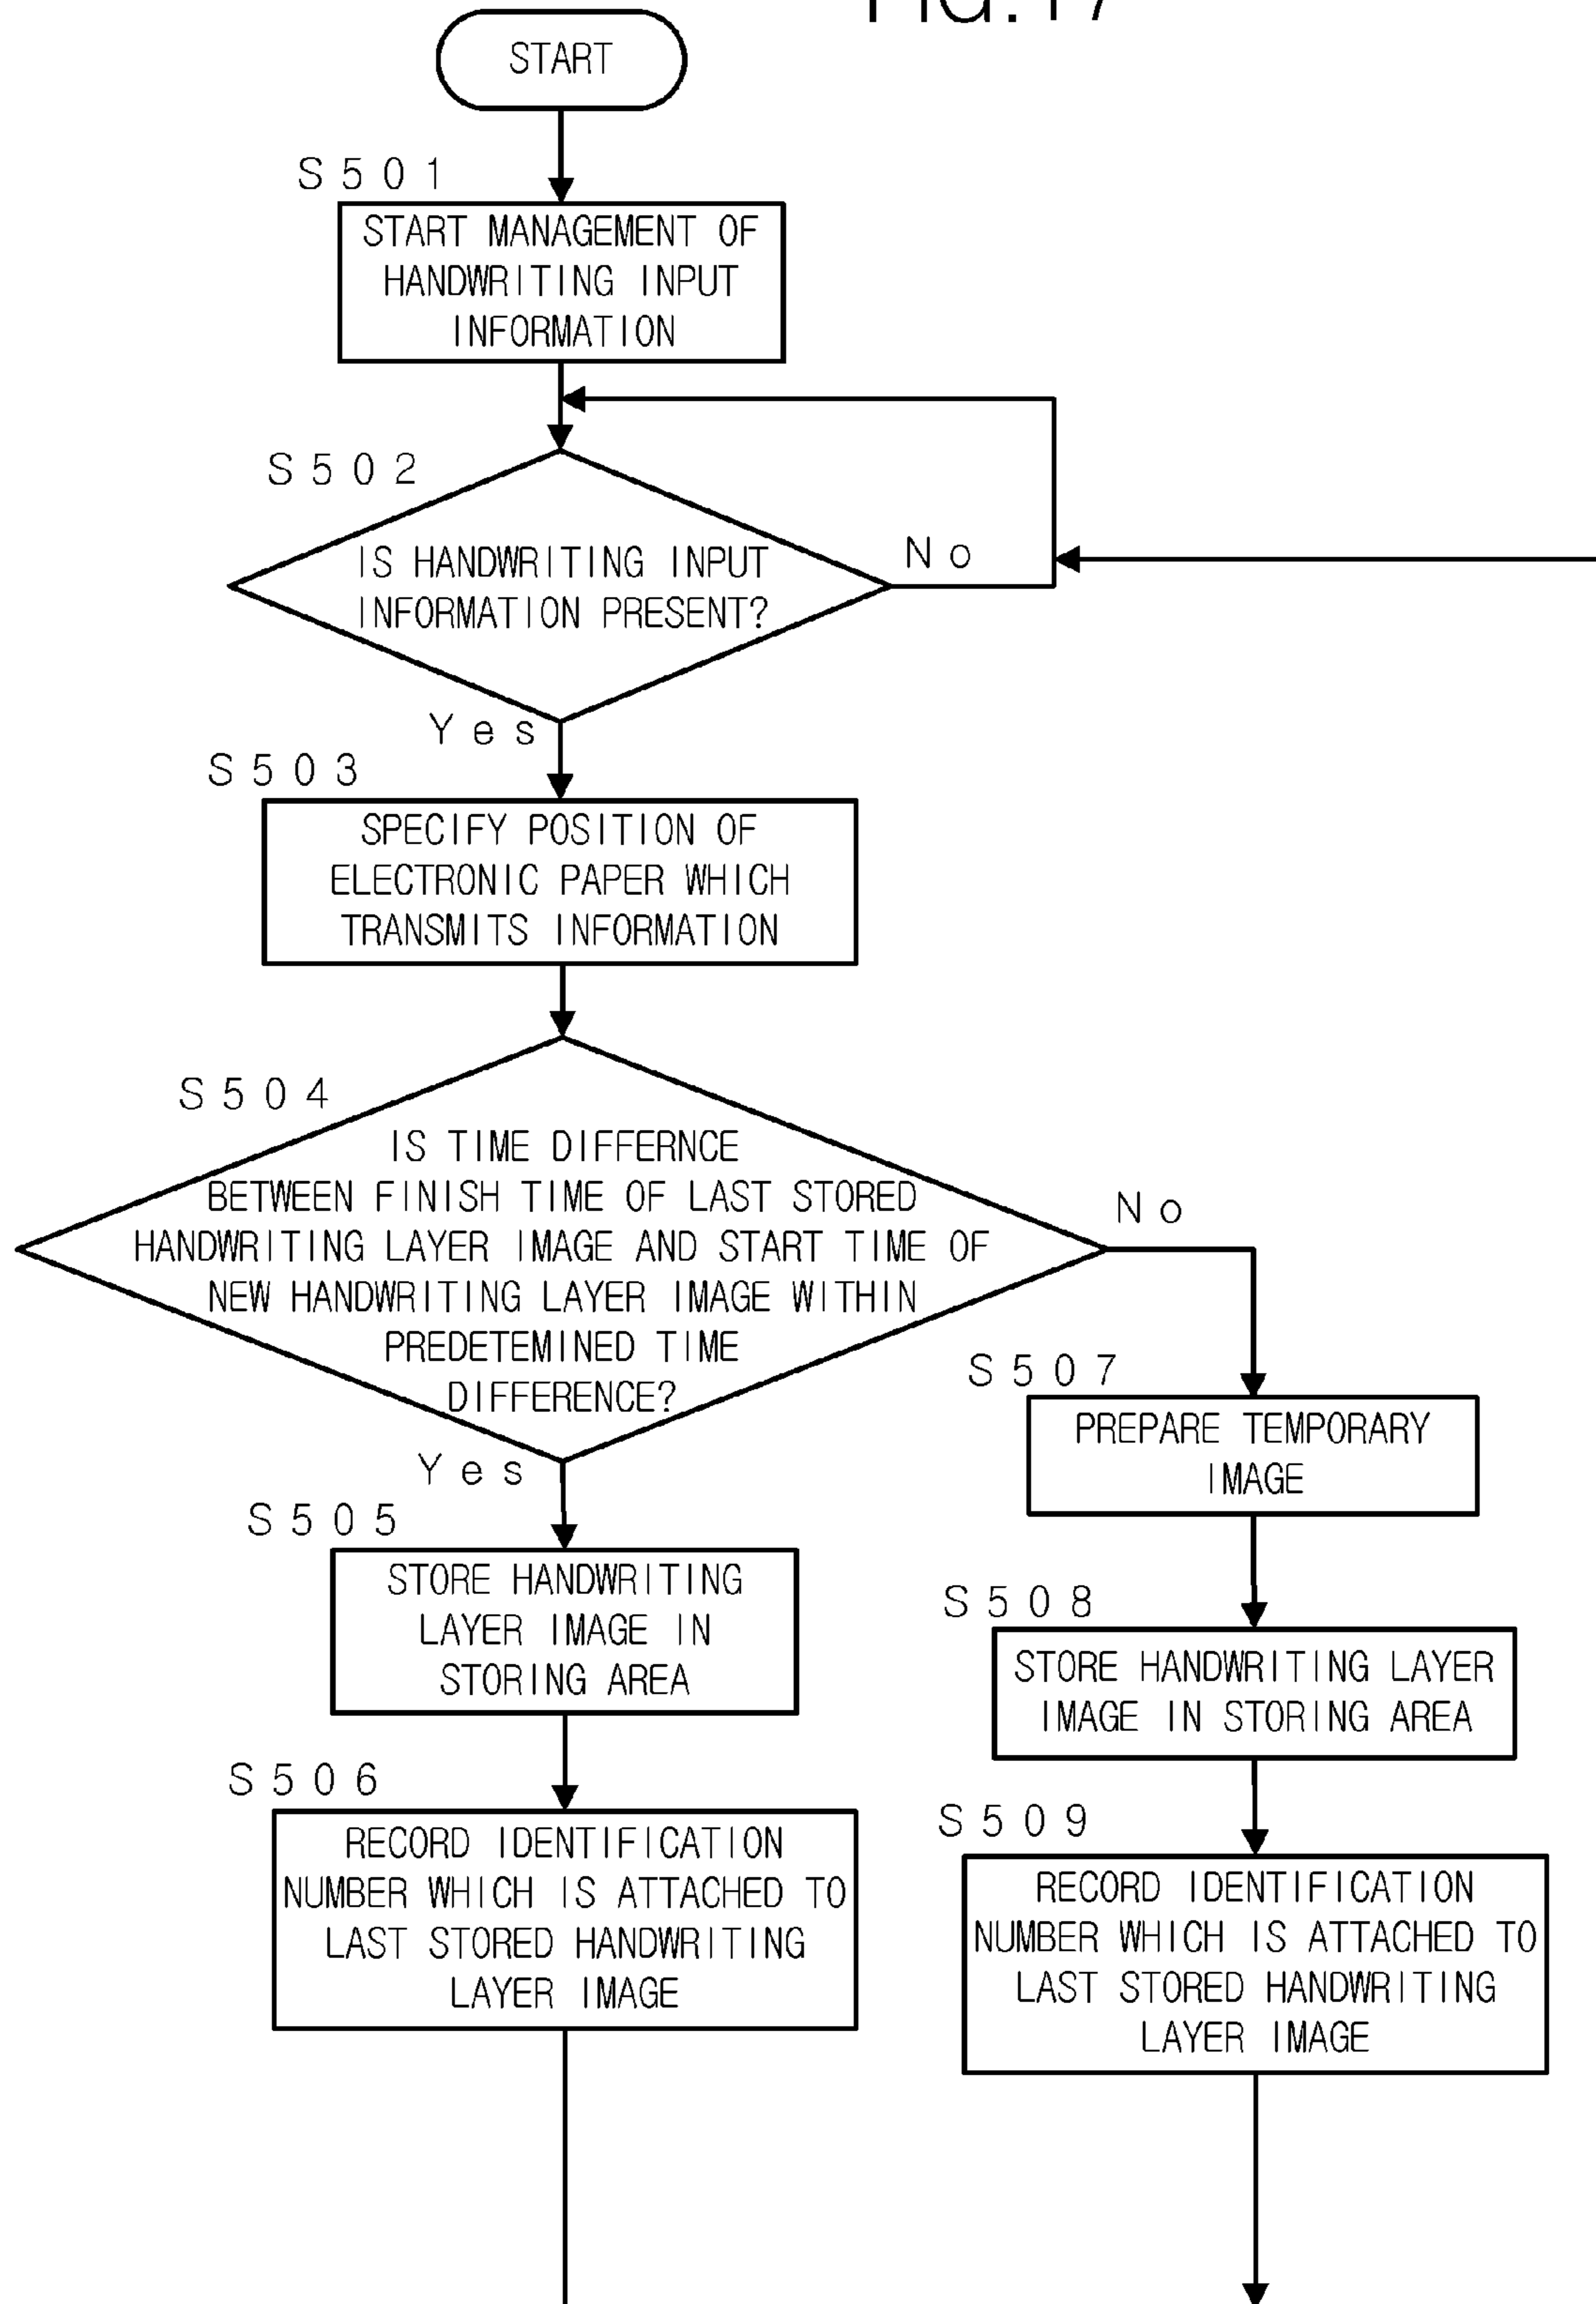 FIG.17
START
S501
START MANAGEMENT OF
HANDWRITING INPUT
INFORMATION
S502
IS HANDWRITING INPUT
INFORMATION PRESENT?
No
Yes
S503
SPECIFY POSITION OF
ELECTRONIC PAPER WHICH
TRANSMITS INFORMATION
S504
IS TIME DIFFERNCE
BETWEEN FINISH TIME OF LAST STORED
HANDWRITING LAYER IMAGE AND START TIME OF
NEW HANDWRITING LAYER IMAGE WITHIN
PREDETEMINED TIME
DIFFERENCE?
No
Yes
S505
STORE HANDWRITING
LAYER IMAGE IN
STORING AREA
S506
RECORD IDENTIFICATION
NUMBER WHICH IS ATTACHED TO
LAST STORED HANDWRITING
LAYER IMAGE
S507
PREPARE TEMPORARY
IMAGE
S508
STORE HANDWRITING LAYER
IMAGE IN STORING AREA
S509
RECORD IDENTIFICATION
NUMBER WHICH IS ATTACHED TO
LAST STORED HANDWRITING
LAYER IMAGE